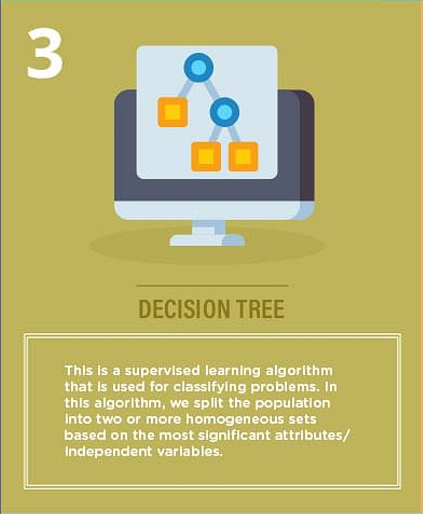 3
DECISION TREE
This is a supervised learning algorithm
that is used for classifying problems. In
this algorithm, we split the population
into two or more homogeneous sets
based on the most significant attributes/
independent variables.